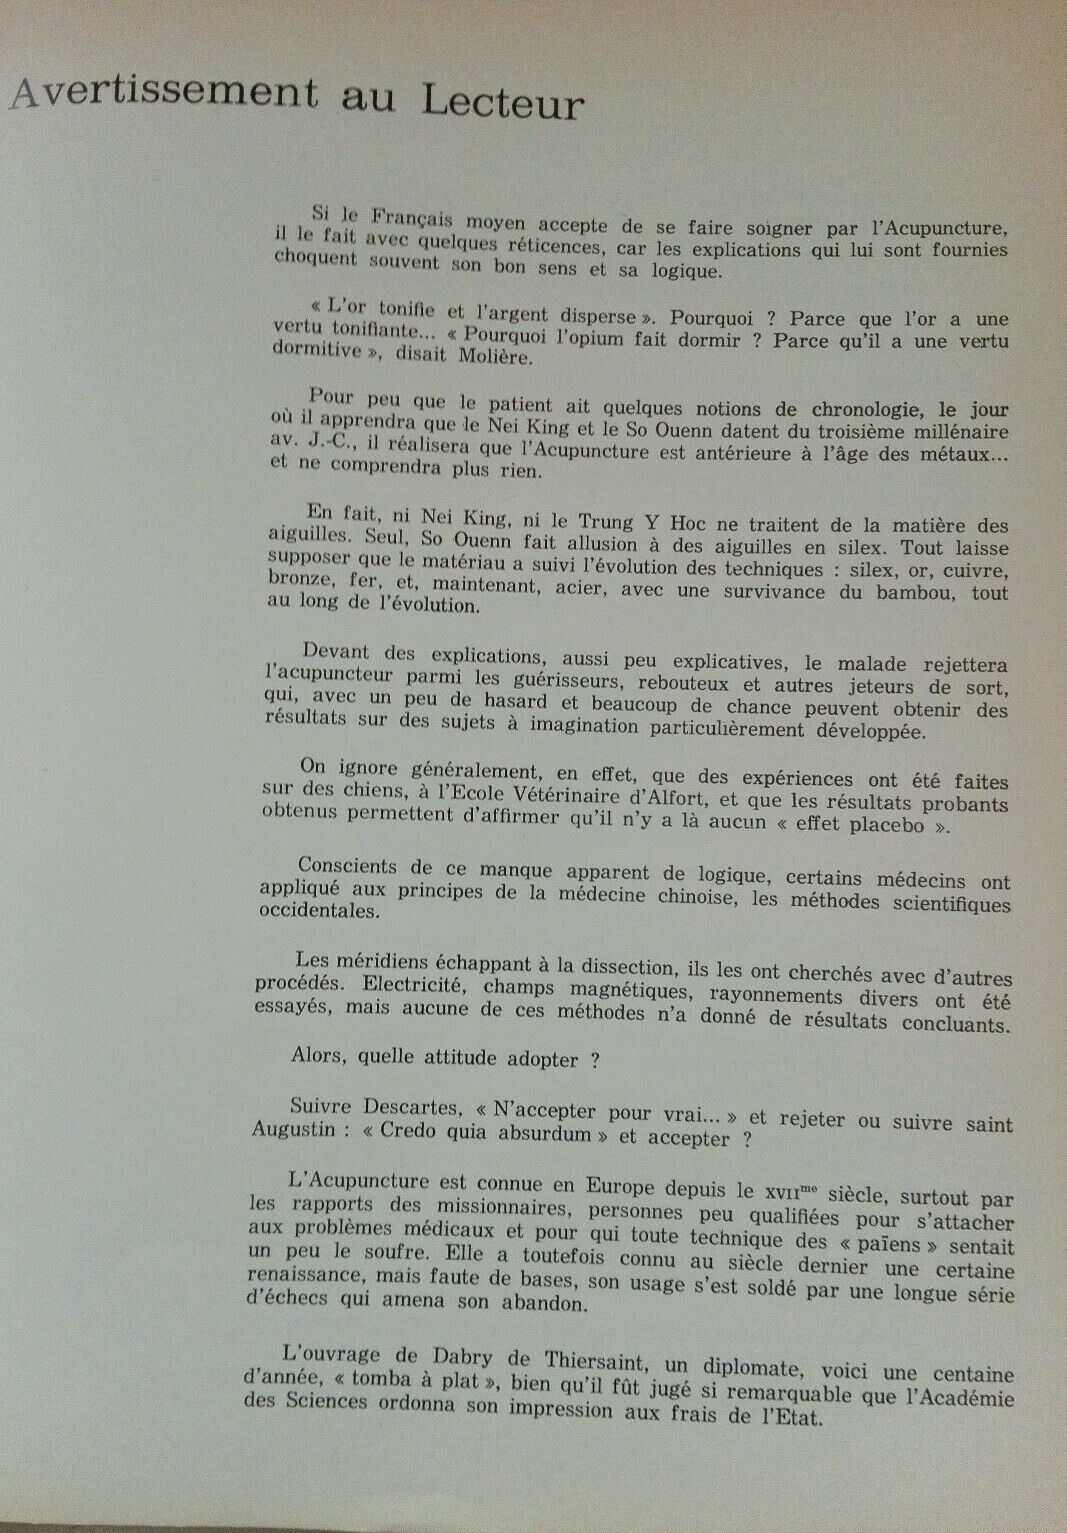 Avertissement au Lecteur
Si le Français moyen accepte de se faire soigner par l'Acupuncture,
il le fait avec quelques réticences, car les explications qui lui sont fournies
choquent souvent son bon sens et sa logique.
« L'or tonifie et l'argent disperse ». Pourquoi ? Parce que l'or a une
vertu tonifiante... « Pourquoi l'opium fait dormir ? Parce qu'il a une vertu
dormitive », disait Molière.
Pour peu que le patient ait quelques notions de chronologie, le jour
où il apprendra que le Nei King et le So Ouenn datent du troisième millénaire
av. J.-C., il réalisera que l'Acupuncture est antérieure à l'âge des métaux...
et ne comprendra plus rien.
En fait, ni Nei King, ni le Trung Y Hoc ne traitent de la matière des
aiguilles. Seul, So Ouenn fait allusion à des aiguilles en silex. Tout laisse
supposer que le matériau a suivi l'évolution des techniques : silex, or, cuivre,
bronze, fer, et, maintenant, acier, avec une survivance du bambou, tout
au long de l'évolution.
Devant des explications, aussi peu explicatives, le malade rejettera
l'acupuncteur parmi les guérisseurs, rebouteux et autres jeteurs de sort,
qui, avec un peu de hasard et beaucoup de chance peuvent obtenir des
résultats sur des sujets à imagination particulièrement développée.
On ignore généralement, en effet, que des expériences ont été faites
sur des chiens, à l'Ecole Vétérinaire d'Alfort, et que les résultats probants
obtenus permettent d'affirmer qu'il n'y a là aucun « effet placebo ».
Conscients de ce manque apparent de logique, certains médecins ont
appliqué aux principes de la médecine chinoise, les méthodes scientifiques
occidentales.
Les méridiens échappant à la dissection, ils les ont cherchés avec d'autres
procédés. Electricité, champs magnétiques, rayonnements divers ont été
essayés, mais aucune de ces méthodes n'a donné de résultats concluants.
Alors, quelle attitude adopter ?
Suivre Descartes, « N'accepter pour vrai... » et rejeter ou suivre saint
Augustin : « Credo quia absurdum » et accepter ?
L'Acupuncture est connue en Europe depuis le XVIIme siècle, surtout par
les rapports des missionnaires, personnes peu qualifiées pour s'attacher
aux problèmes médicaux et pour qui toute technique des « païens » sentait
un peu le soufre. Elle a toutefois connu au siècle dernier une certaine
renaissance, mais faute de bases, son usage s'est soldé par une longue série
d'échecs qui amena son abandon.
L'ouvrage de Dabry de Thiersaint, un diplomate, voici une centaine
d'année, « tomba à plat », bien qu'il fût jugé si remarquable que l'Académie
des Sciences ordonna son impression aux frais de l'Etat.